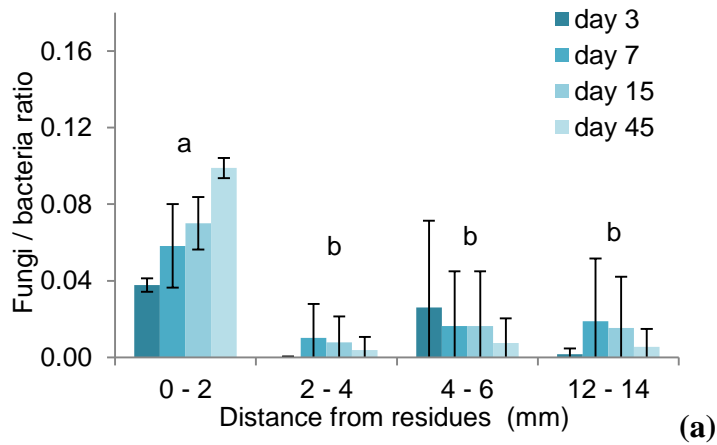 day 3
day 7
day 15
day 45
Fungi / bacteria ratio
0.16
0.12
0.08
0.04
0.00
a
b
b
b
0 - 2
2 - 4
4 - 6
12 - 14
Distance from residues (mm)
(a)